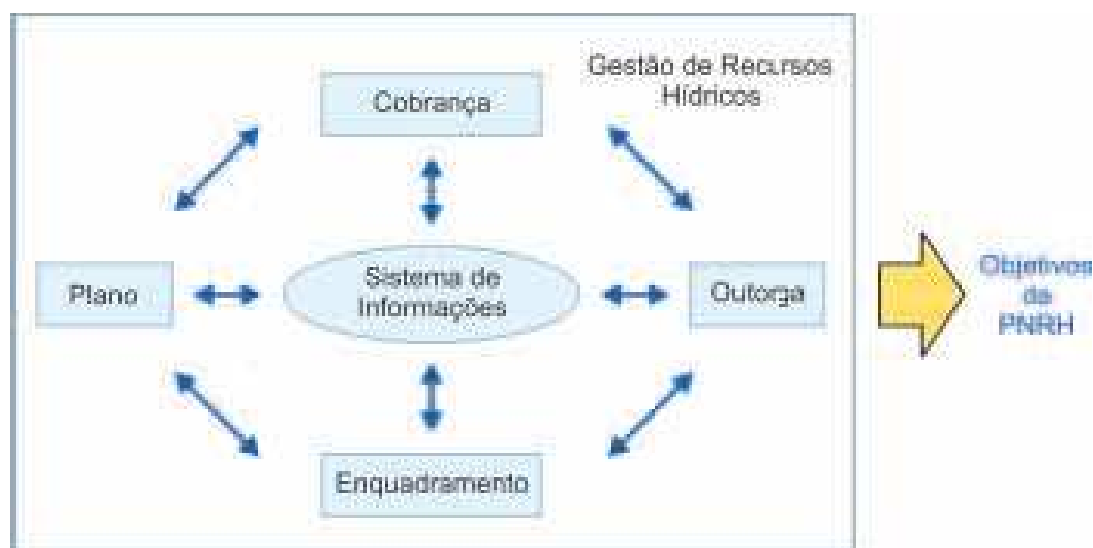 Gestão de Recursos
Hídricos
Cobrança
Plano
Sistema de
Informações
Outorga
Objetivos
da
PNRH
Enquadramento